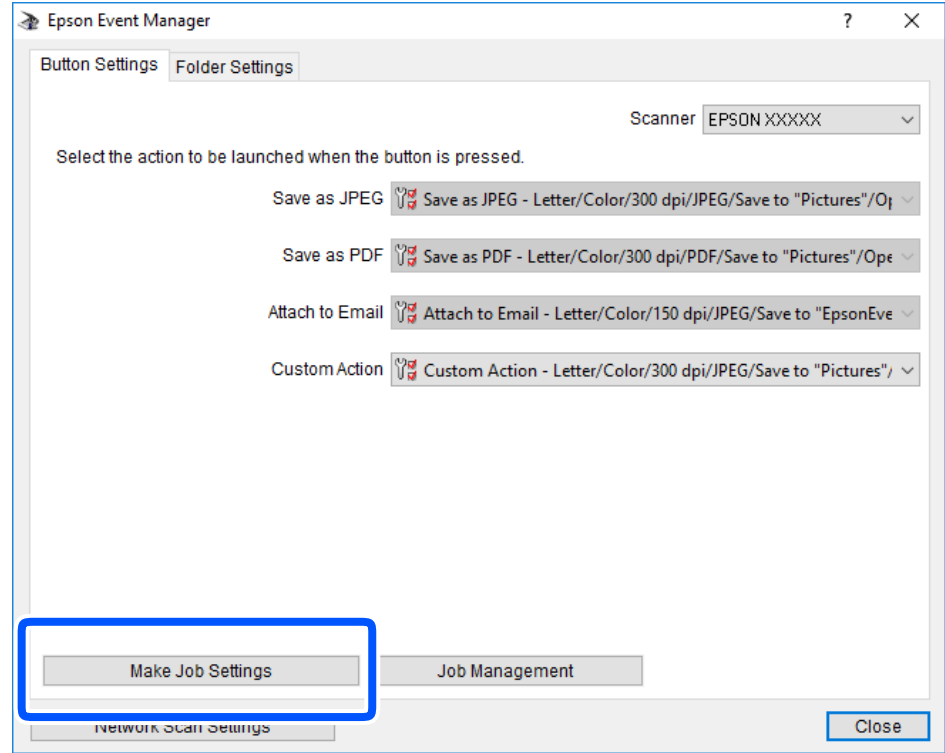 Epson Event Manager
?
Button Settings
Folder Settings
Scanner EPSON XXXXX
Select the action to be launched when the button is pressed.
Save as JPEG Save as JPEG - Letter/Color/300 dpi/JPEG/Save to "Pictures"/Op
Save as PDF Save as PDF - Letter/Color/300 dpi/PDF/Save to "Pictures"/Ope
Attach to Email Attach to Email - Letter/Color/150 dpi/JPEG/Save to "EpsonEve
Custom Action Custom Action - Letter/Color/300 dpi/JPEG/Save to "Pictures"/
Make Job Settings
Job Management
Network Scan Settings
Close